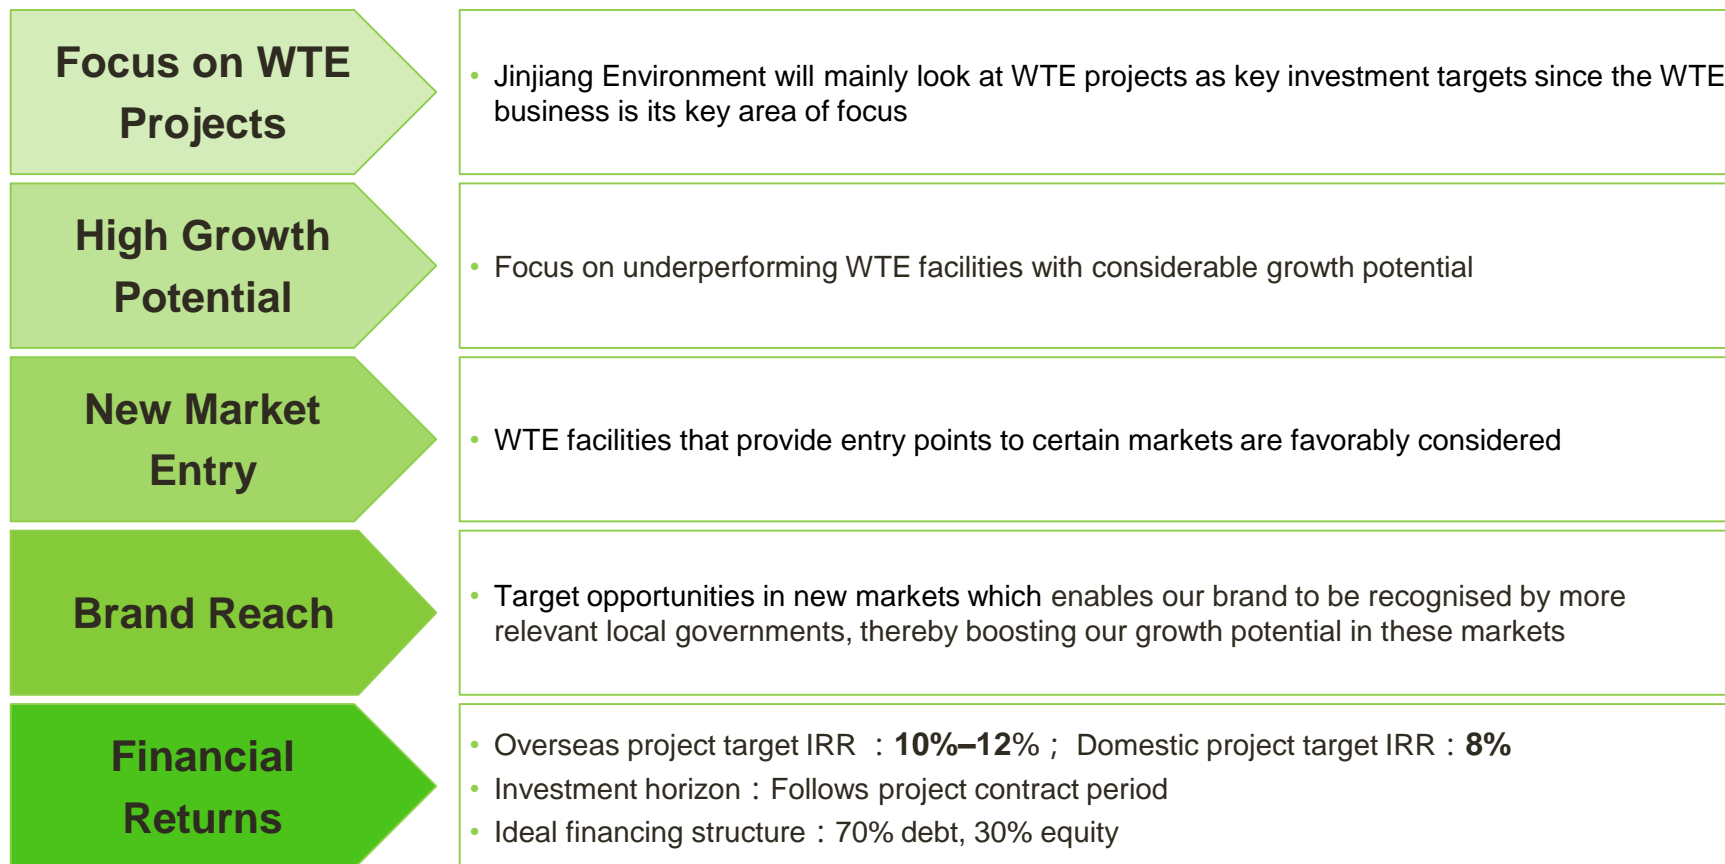 Focus on WTE
Projects
• Jinjiang Environment will mainly look at WTE projects as key investment targets since the WTE
business is its key area of focus
High Growth
Potential
• Focus on underperforming WTE facilities with considerable growth potential
New Market
Entry
• WTE facilities that provide entry points to certain markets are favorably considered
Brand Reach
• Target opportunities in new markets which enables our brand to be recognised by more
relevant local governments, thereby boosting our growth potential in these markets
Financial
Returns
• Overseas project target IRR ：10%–12%； Domestic project target IRR：8%
• Investment horizon：Follows project contract period
• Ideal financing structure：70% debt, 30% equity